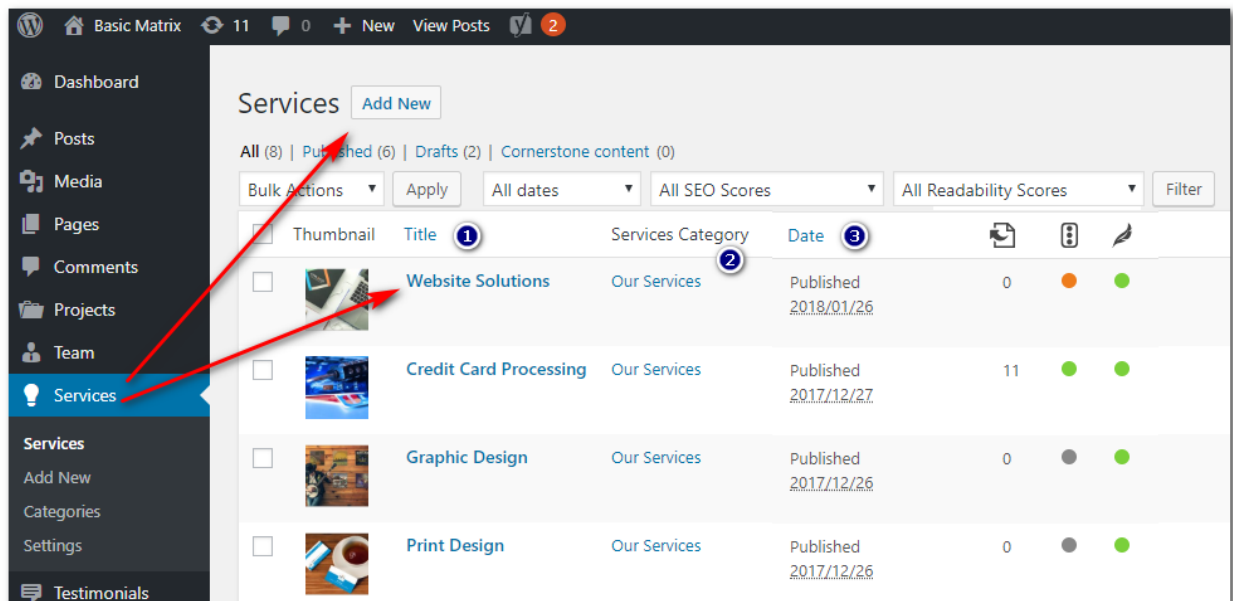 Basic Matrix 11 0 + New View Posts 2
Dashboard
Posts
Media
Pages
Comments
Projects
Team
Services
Services
Add New
Categories
Settings
Testimonials
Services Add New
All (8) | Published (6) | Drafts (2) | Cornerstone content (0)
Bulk Actions Apply All dates All SEO Scores All Readability Scores Filter
Thumbnail Title 1 Services Category 2 Date 3
Website Solutions Our Services Published 0
2018/01/26
Credit Card Processing Our Services Published 11
2017/12/27
Graphic Design Our Services Published 0
2017/12/26
Print Design Our Services Published 0
2017/12/26